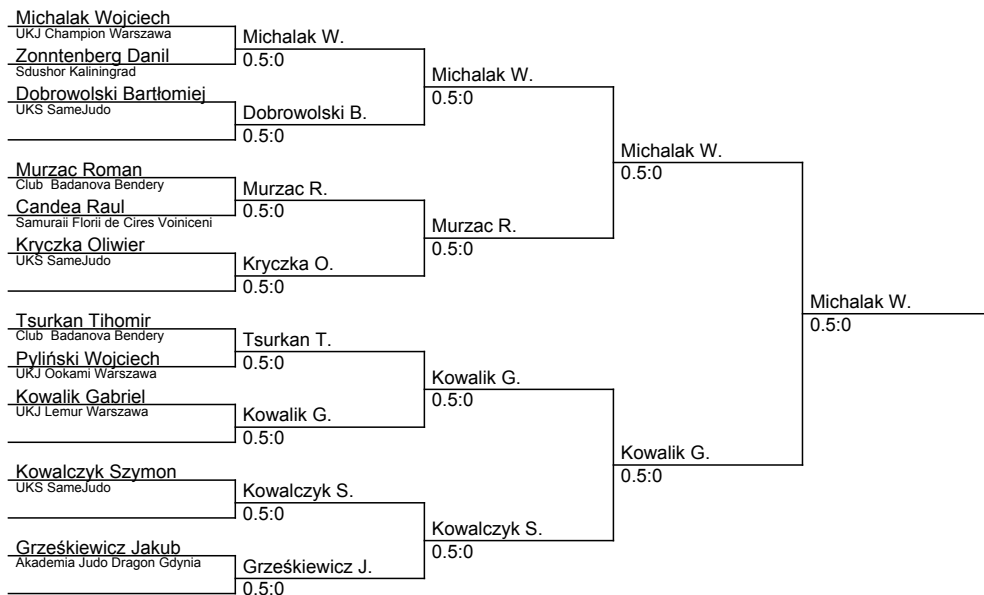 Michalak Wojciech
UKJ Champion Warszawa
Zonntenberg Danil
Sdushor Kaliningrad
Dobrowolski Bartłomiej
UKS SameJudo
Murzac Roman
Club Badanova Bendery
Candea Raul
Samuraii Florii de Cires Voiniceni
Kryczka Oliwier
UKS SameJudo
Tsurkan Tihomir
Club Badanova Bendery
Pyliński Wojciech
UKJ Ookami Warszawa
Kowalik Gabriel
UKJ Lemur Warszawa
Kowalczyk Szymon
UKS SameJudo
Grześkiewicz Jakub
Akademia Judo Dragon Gdynia
Michalak W.
0.5:0
Dobrowolski B.
0.5:0
Murzac R.
0.5:0
Kryczka O.
0.5:0
Tsurkan T.
0.5:0
Kowalik G.
0.5:0
Kowalczyk S.
0.5:0
Grześkiewicz J.
0.5:0
Michalak W.
0.5:0
Murzac R.
0.5:0
Kowalik G.
0.5:0
Kowalczyk S.
0.5:0
Michalak W.
0.5:0
Kowalik G.
0.5:0
Michalak W.
0.5:0